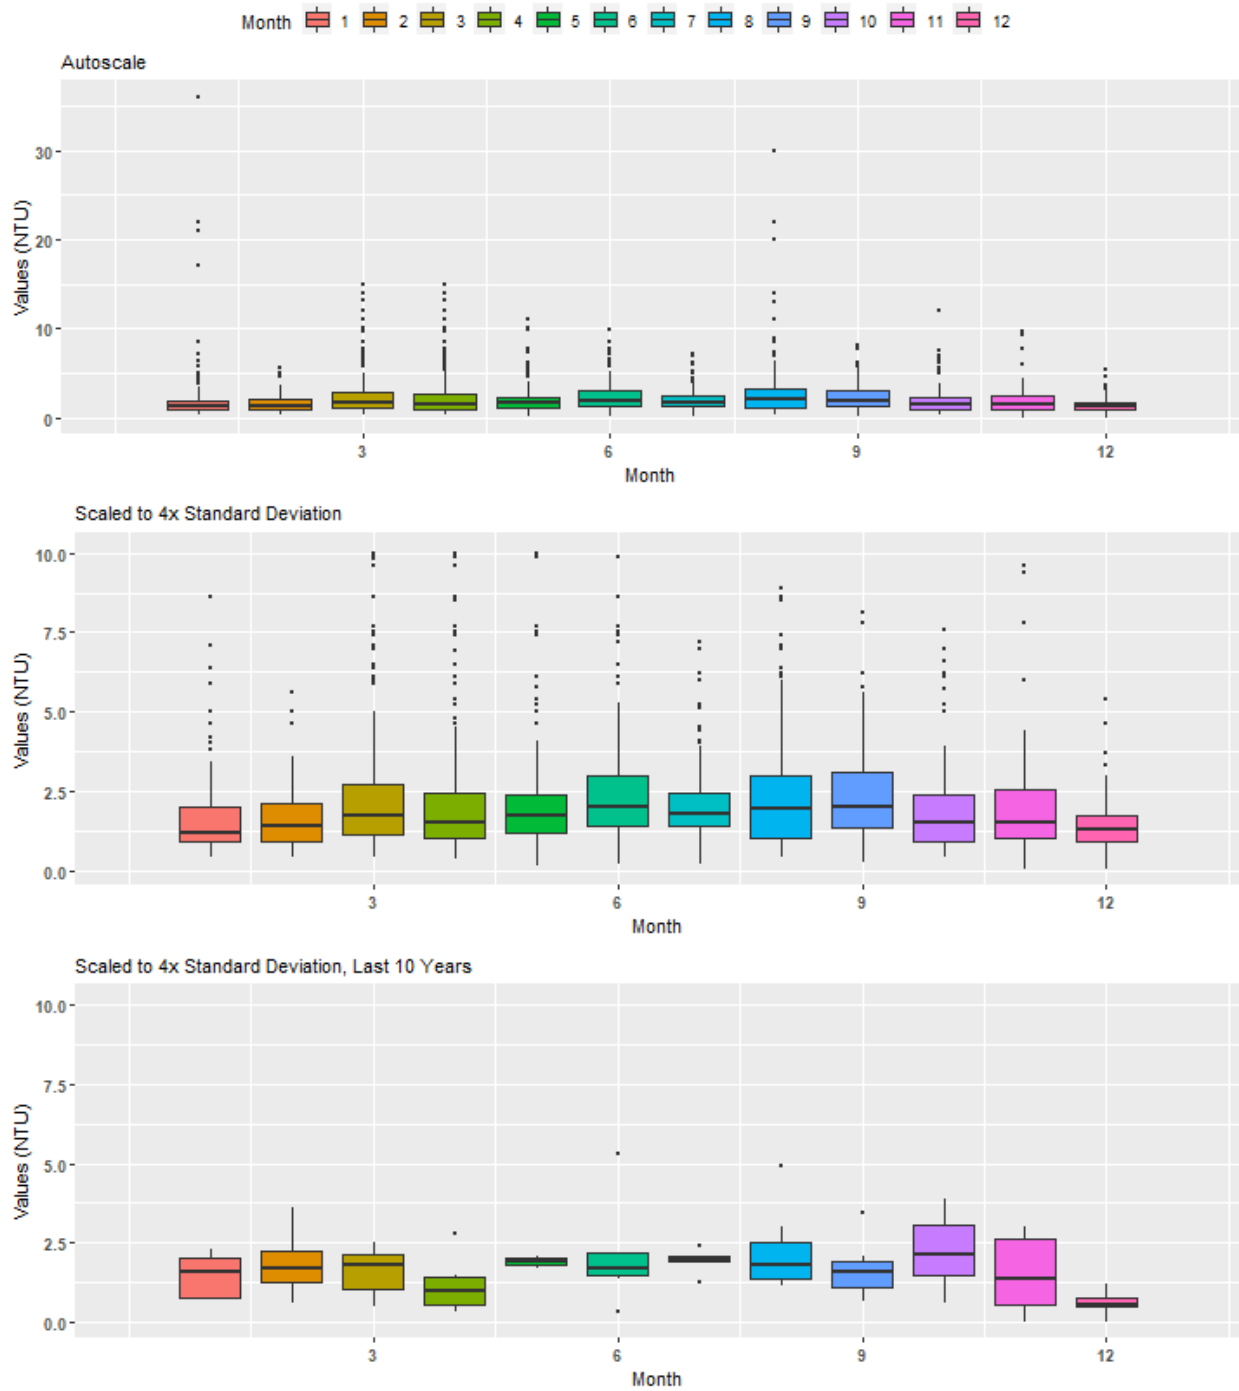 Month 1 2 3 4 5 6 7 8 9 10 11 12
Autoscale
Values (NTU)
30
20
10
0
3 6 9 12
Month
Scaled to 4x Standard Deviation
Values (NTU)
10.0
7.5
5.0
2.5
0.0
3 6 9 12
Month
Scaled to 4x Standard Deviation, Last 10 Years
Values (NTU)
10.0
7.5
5.0
2.5
0.0
3 6 9 12
Month